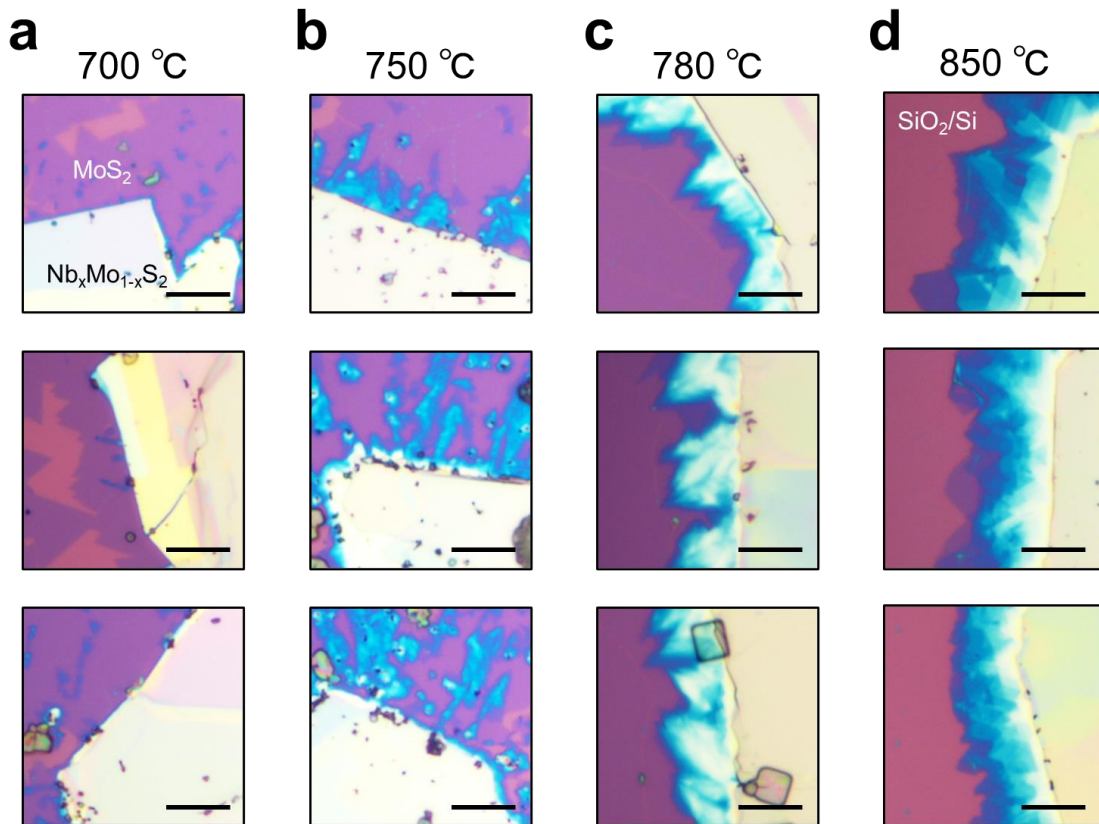 a b c d
700 ℃ 750 ℃ 780 ℃ 850 ℃
SiO₂/Si
MoS₂
NbₓMo₁₋ₓS₂